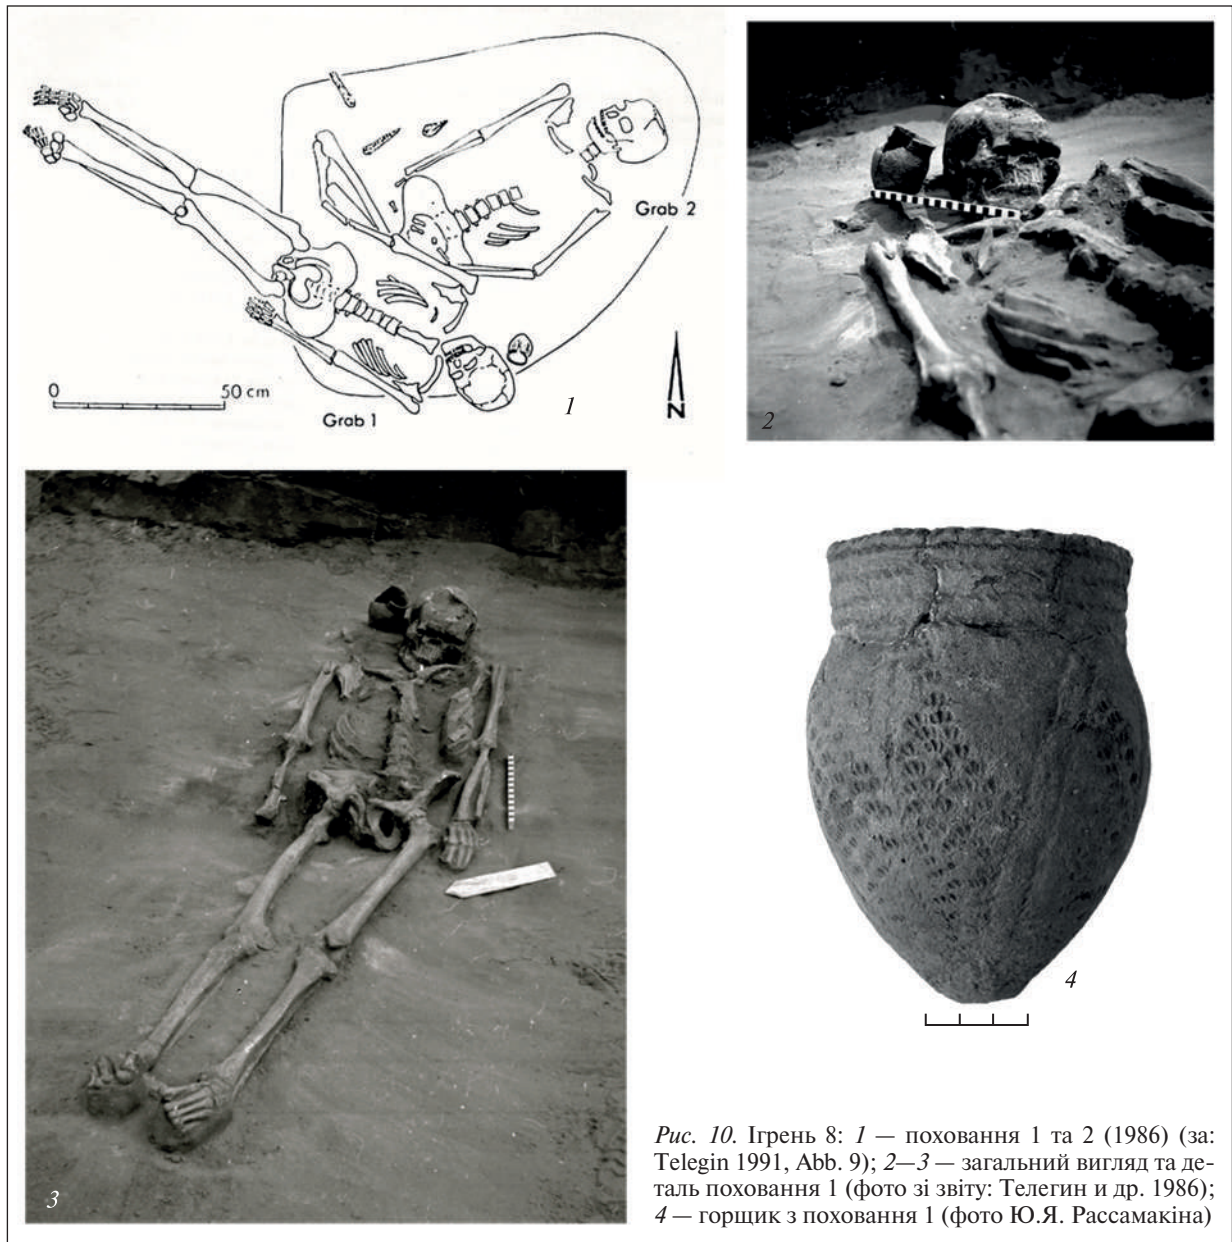 Grab 2
0
50 cm
Grab 1
1
N
2
3
4
Рис. 10. Ігрень 8: 1 — поховання 1 та 2 (1986) (за:
Telegin 1991, Abb. 9); 2—3 — загальний вигляд та де-
таль поховання 1 (фото зі звіту: Телегин и др. 1986);
4 — горщик з поховання 1 (фото Ю.Я. Рассамакіна)